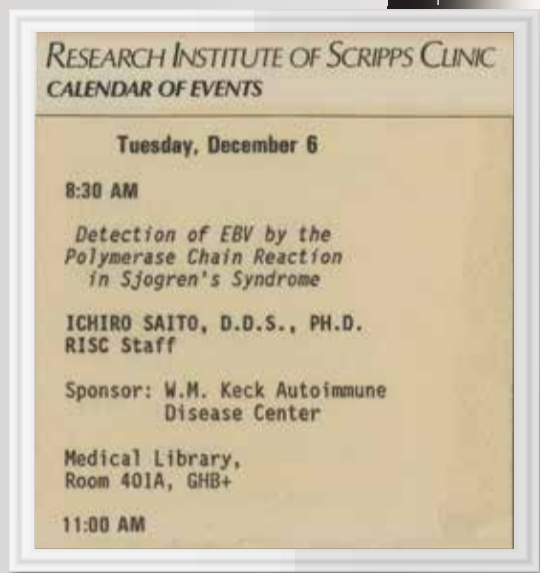 RESEARCH INSTITUTE OF SCRIPPS CLINIC
CALENDAR OF EVENTS
Tuesday, December 6
8:30 AM
Detection of EBV by the
Polymerase Chain Reaction
in Sjogren's Syndrome
ICHIRO SAITO, D.D.S., PH.D.
RISC Staff
Sponsor: W.M. Keck Autoimmune
Disease Center
Medical Library,
Room 401A, GHB+
11:00 AM